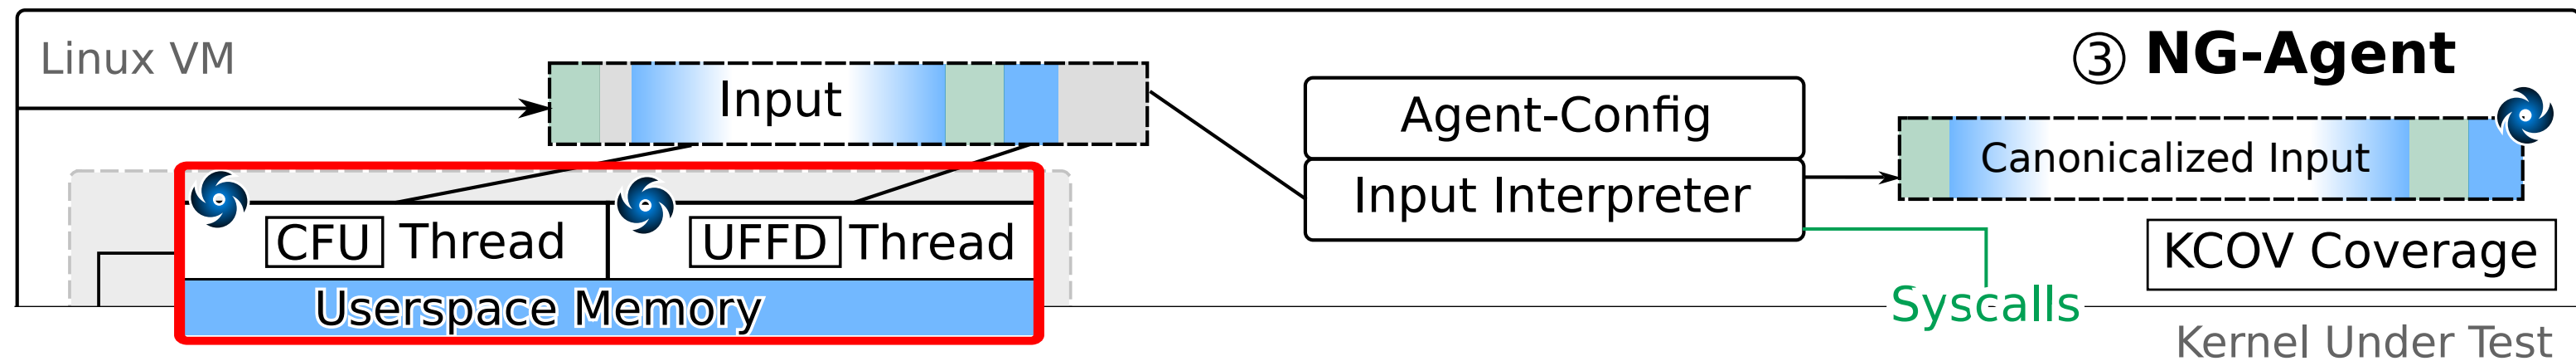 Linux VM
③ NG-Agent
Input
Agent-Config
Input Interpreter
Canonicalized Input
CFU Thread
UFFD Thread
KCOV Coverage
Userspace Memory
Syscalls
Kernel Under Test